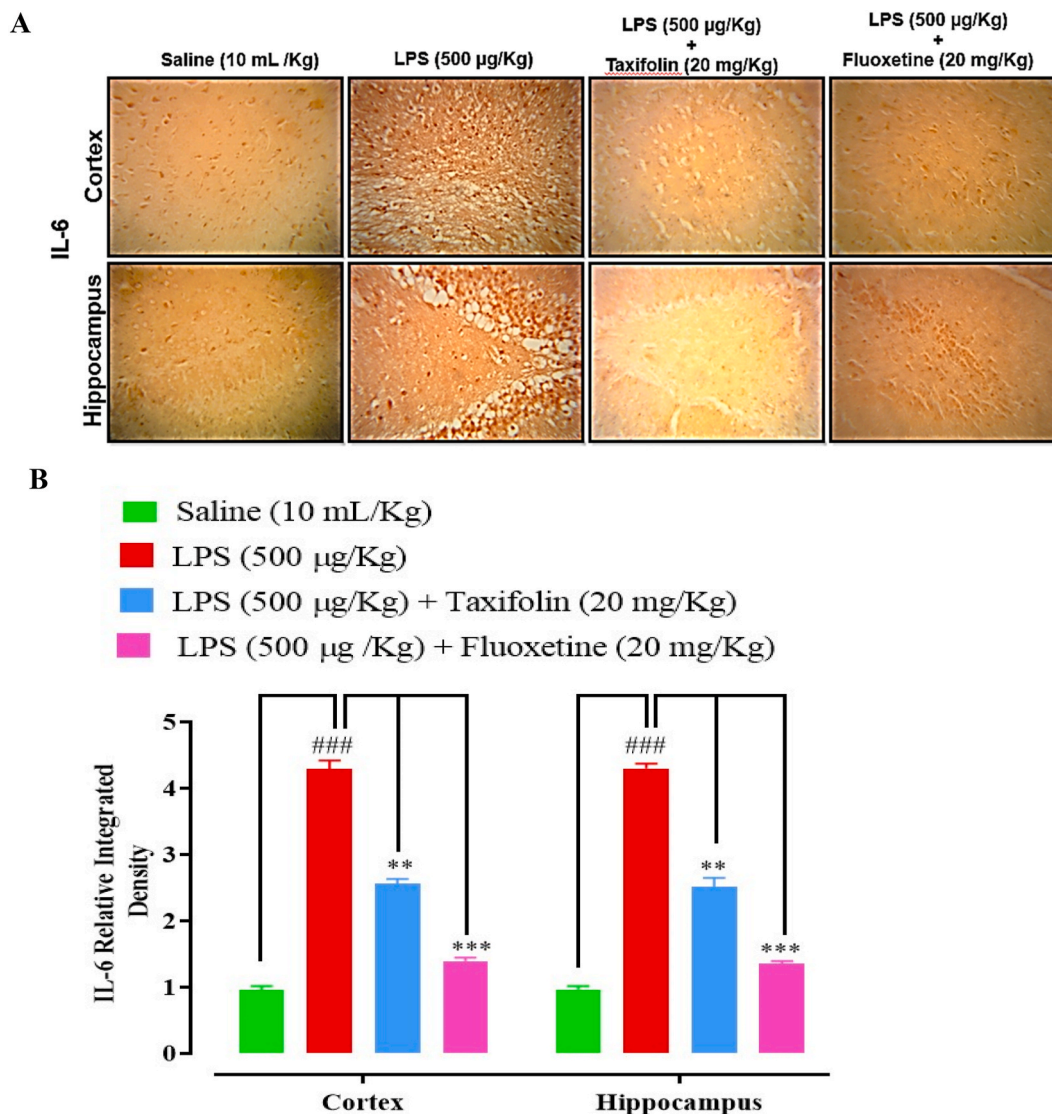 A
Saline (10 mL /Kg)
LPS (500 µg/Kg)
LPS (500 µg/Kg)
+
Taxifolin (20 mg/Kg)
LPS (500 µg/Kg)
+
Fluoxetine (20 mg/Kg)
IL-6
Cortex
Hippocampus
B
Saline (10 mL/Kg)
LPS (500 µg/Kg)
LPS (500 µg/Kg) + Taxifolin (20 mg/Kg)
LPS (500 µg /Kg) + Fluoxetine (20 mg/Kg)
IL-6 Relative Integrated
Density
5
4
3
2
1
0
###
**
***
###
**
***
Cortex
Hippocampus